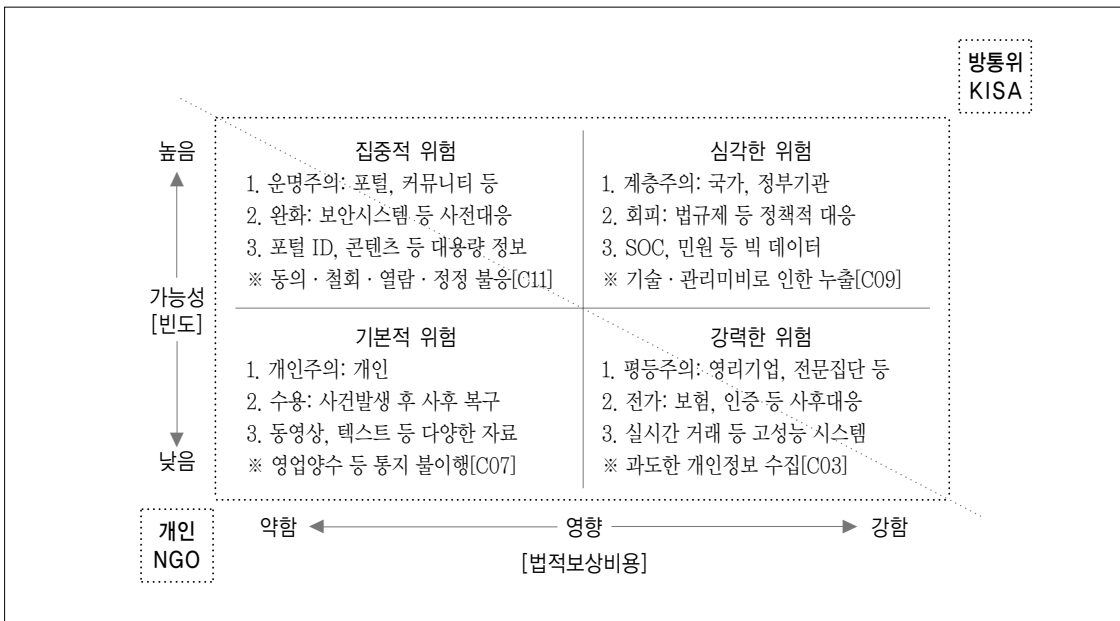 방통위
KISA
높음
가능성
[빈도]
낮음
집중적 위험
1. 운명주의: 포털, 커뮤니티 등
2. 완화: 보안시스템 등 사전대응
3. 포털 ID, 콘텐츠 등 대용량 정보
※ 동의 · 철회 · 열람 · 정정 불응[C11]
심각한 위험
1. 계층주의: 국가, 정부기관
2. 회피: 법규제 등 정책적 대응
3. SOC, 민원 등 빅 데이터
※ 기술 · 관리미비로 인한 누출[C09]
기본적 위험
1. 개인주의: 개인
2. 수용: 사건발생 후 사후 복구
3. 동영상, 텍스트 등 다양한 자료
※ 영업양수 등 통지 불이행[C07]
강력한 위험
1. 평등주의: 영리기업, 전문집단 등
2. 전가: 보험, 인증 등 사후대응
3. 실시간 거래 등 고성능 시스템
※ 과도한 개인정보 수집[C03]
개인
NGO
약함 영향 강함
[법적보상비용]